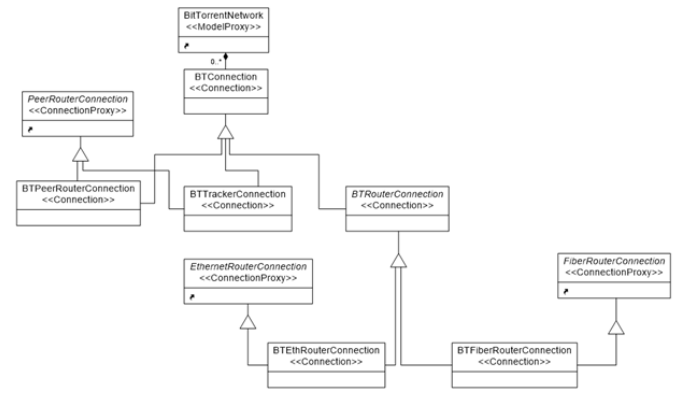 BitTorrentNetwork
<<ModelProxy>>
0..*
BTConnection
<<Connection>>
PeerRouterConnection
<<ConnectionProxy>>
BTPeerRouterConnection
<<Connection>>
BTTrackerConnection
<<Connection>>
BTRouterConnection
<<Connection>>
EthernetRouterConnection
<<ConnectionProxy>>
FiberRouterConnection
<<ConnectionProxy>>
BTEthRouterConnection
<<Connection>>
BTFiberRouterConnection
<<Connection>>